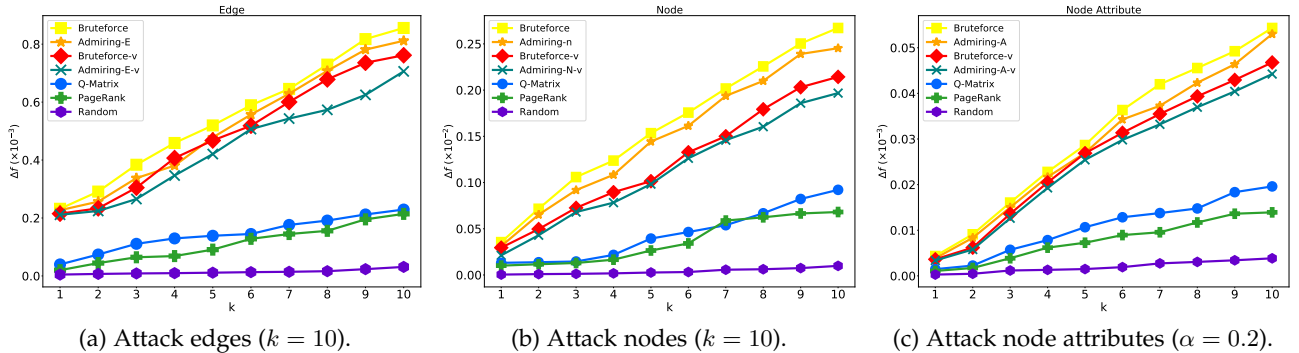 Edge
Δf (×10⁻³)
0.8
0.6
0.4
0.2
0.0
Bruteforce
Admiring-E
Bruteforce-v
Admiring-E-v
Q-Matrix
PageRank
Random
1 2 3 4 5 6 7 8 9 10
k
(a) Attack edges (k = 10).
Node
Δf (×10⁻²)
0.25
0.20
0.15
0.10
0.05
0.00
Bruteforce
Admiring-n
Bruteforce-v
Admiring-N-v
Q-Matrix
PageRank
Random
1 2 3 4 5 6 7 8 9 10
k
(b) Attack nodes (k = 10).
Node Attribute
Δf (×10⁻³)
0.05
0.04
0.03
0.02
0.01
0.00
Bruteforce
Admiring-A
Bruteforce-v
Admiring-A-v
Q-Matrix
PageRank
Random
1 2 3 4 5 6 7 8 9 10
k
(c) Attack node attributes (α = 0.2).